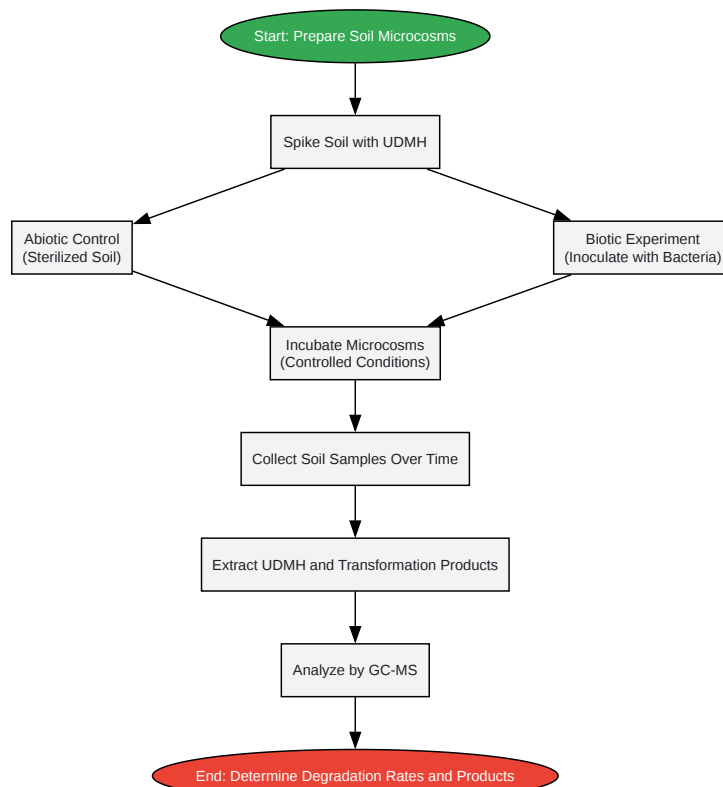 Start: Prepare Soil Microcosms
Spike Soil with UDMH
Abiotic Control
(Sterilized Soil)
Biotic Experiment
(Inoculate with Bacteria)
Incubate Microcosms
(Controlled Conditions)
Collect Soil Samples Over Time
Extract UDMH and Transformation Products
Analyze by GC-MS
End: Determine Degradation Rates and Products